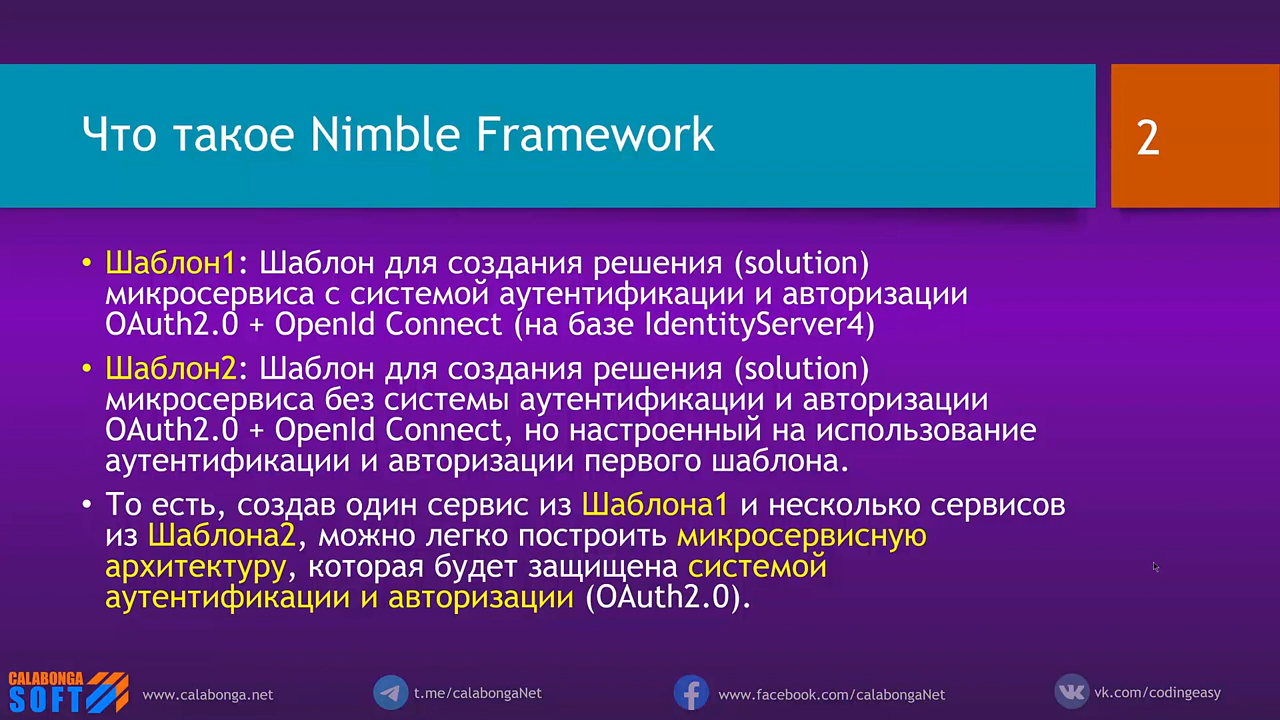 Что такое Nimble Framework
2
• Шаблон1: Шаблон для создания решения (solution)
микросервиса с системой аутентификации и авторизации
OAuth2.0 + OpenId Connect (на базе IdentityServer4)
• Шаблон2: Шаблон для создания решения (solution)
микросервиса без системы аутентификации и авторизации
OAuth2.0 + OpenId Connect, но настроенный на использование
аутентификации и авторизации первого шаблона.
• То есть, создав один сервис из Шаблона1 и несколько сервисов
из Шаблона2, можно легко построить микросервисную
архитектуру, которая будет защищена системой
аутентификации и авторизации (OAuth2.0).
CALABONGA
SOFT
www.calabonga.net
t.me/calabongaNet
www.facebook.com/calabongaNet
vk.com/codingeasy